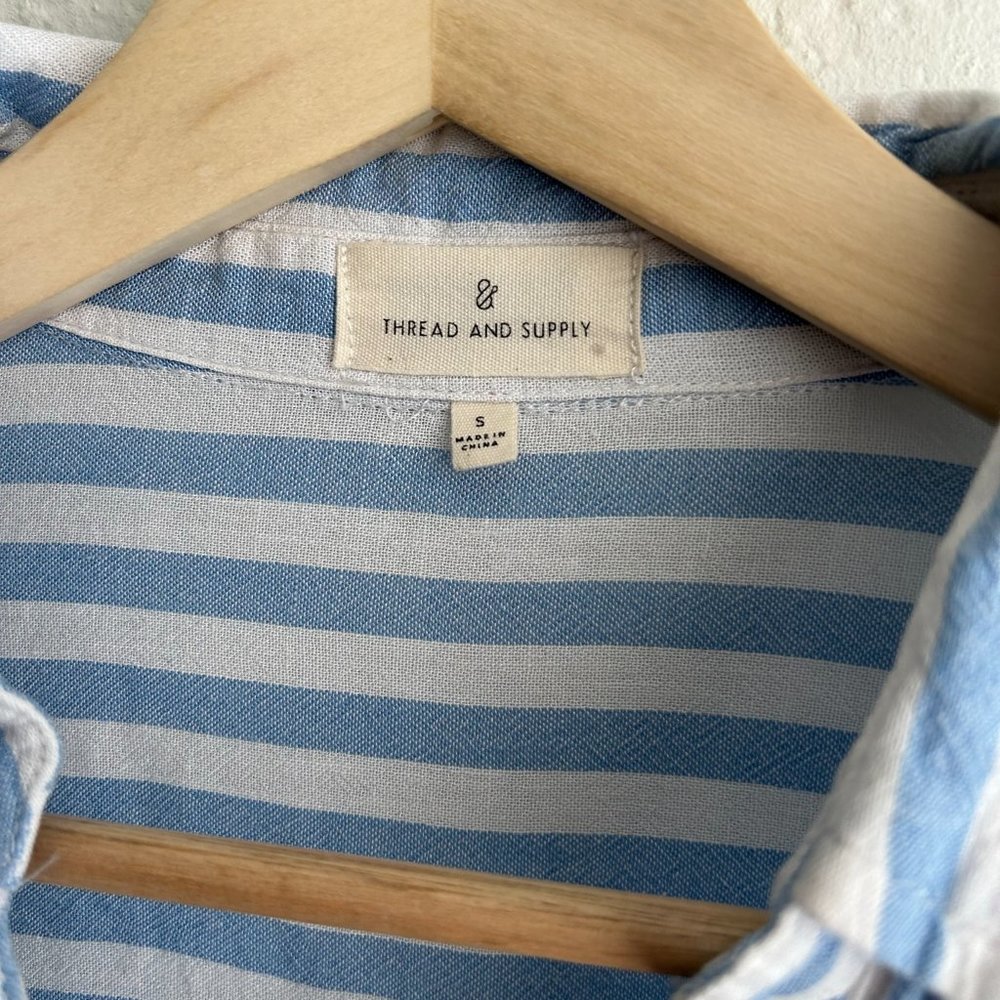 &
THREAD AND SUPPLY
S
MADE IN
CHINA